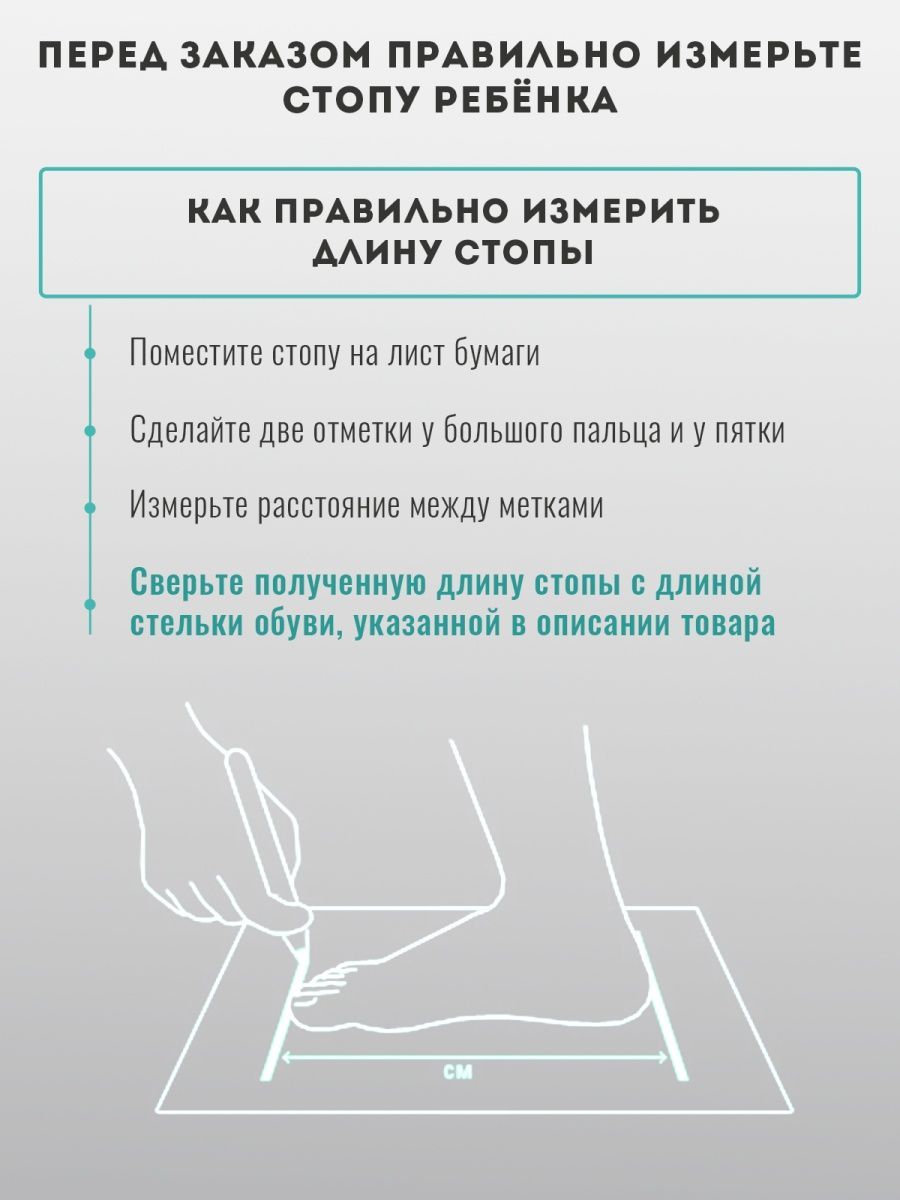 ПЕРЕД ЗАКАЗОМ ПРАВИЛЬНО ИЗМЕРЬТЕ
СТОПУ РЕБЁНКА
КАК ПРАВИЛЬНО ИЗМЕРИТЬ
ДЛИНУ СТОПЫ
Поместите стопу на лист бумаги
Сделайте две отметки у большого пальца и у пятки
Измерьте расстояние между метками
Сверьте полученную длину стопы с длиной
стельки обуви, указанной в описании товара
СМ